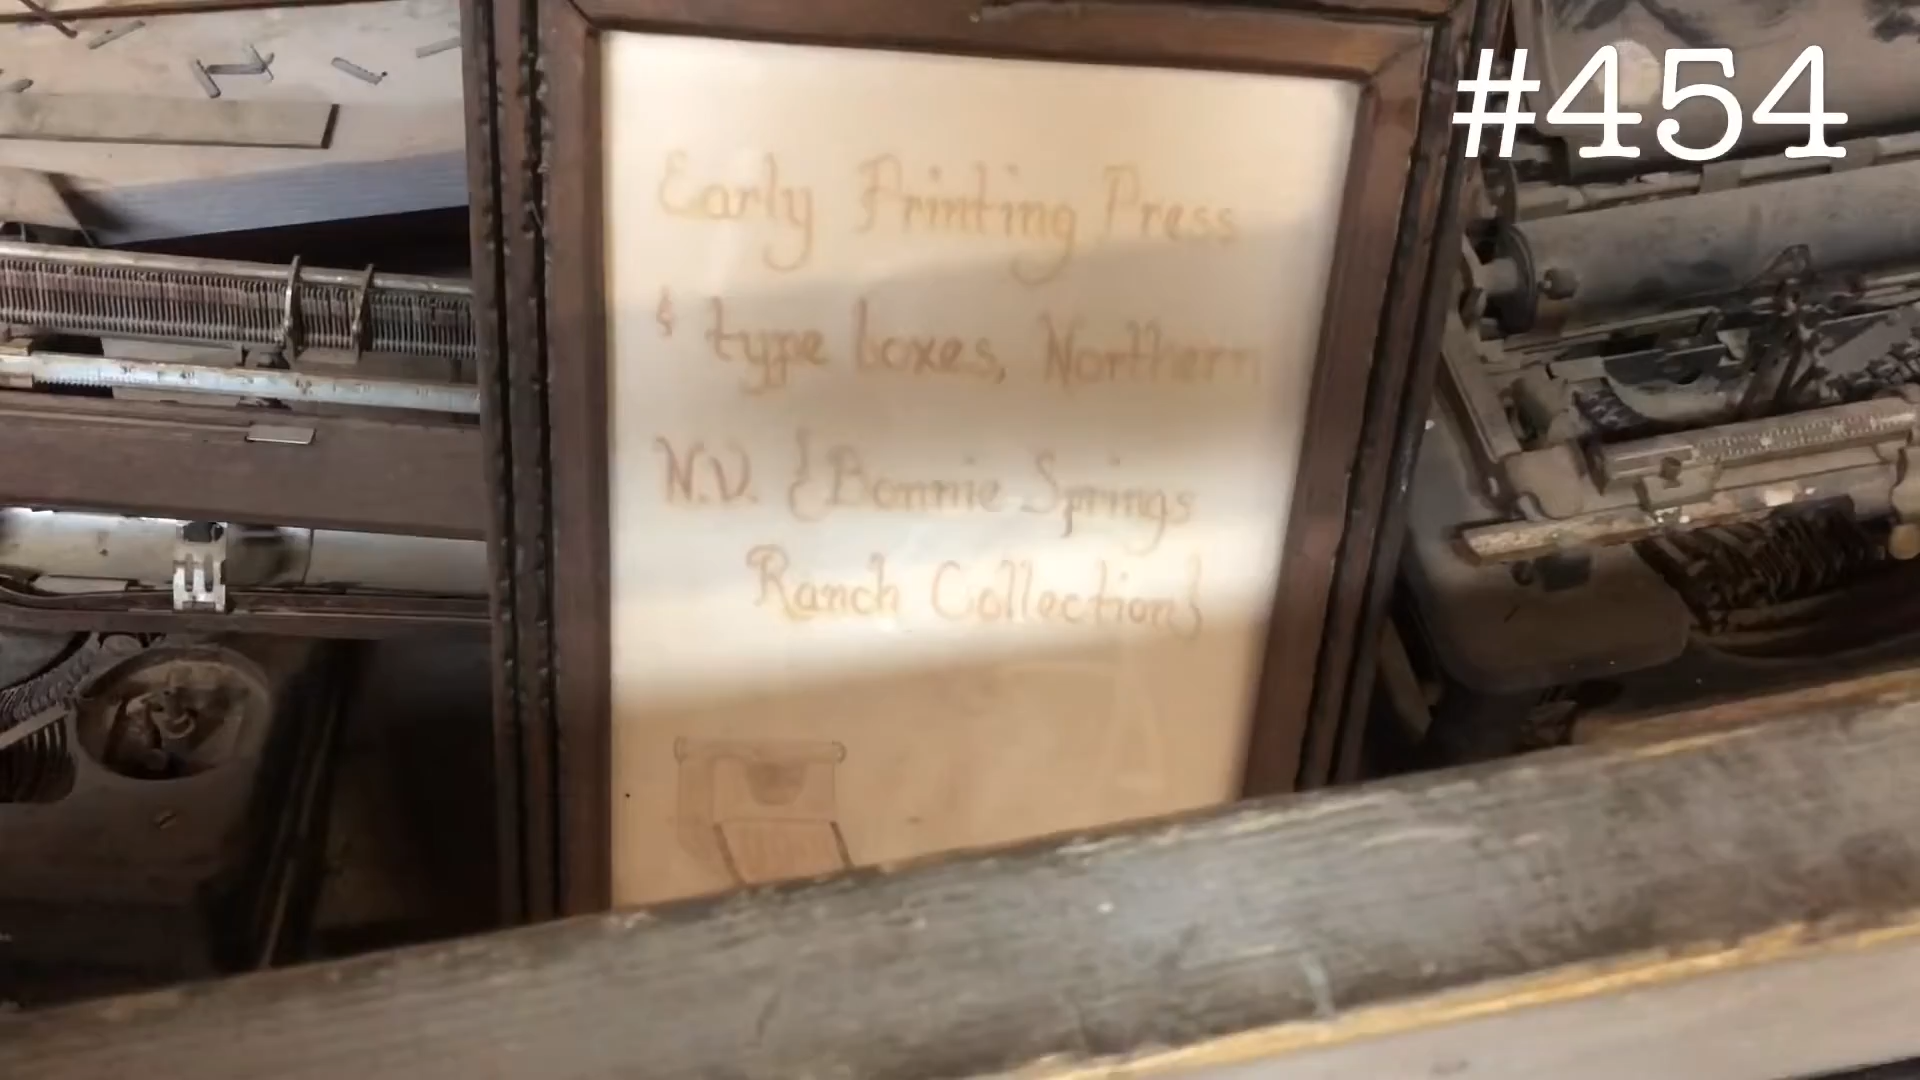 #454
Early Printing Press
& type boxes, Northern
N.V. {Bonnie Springs
Ranch Collection}